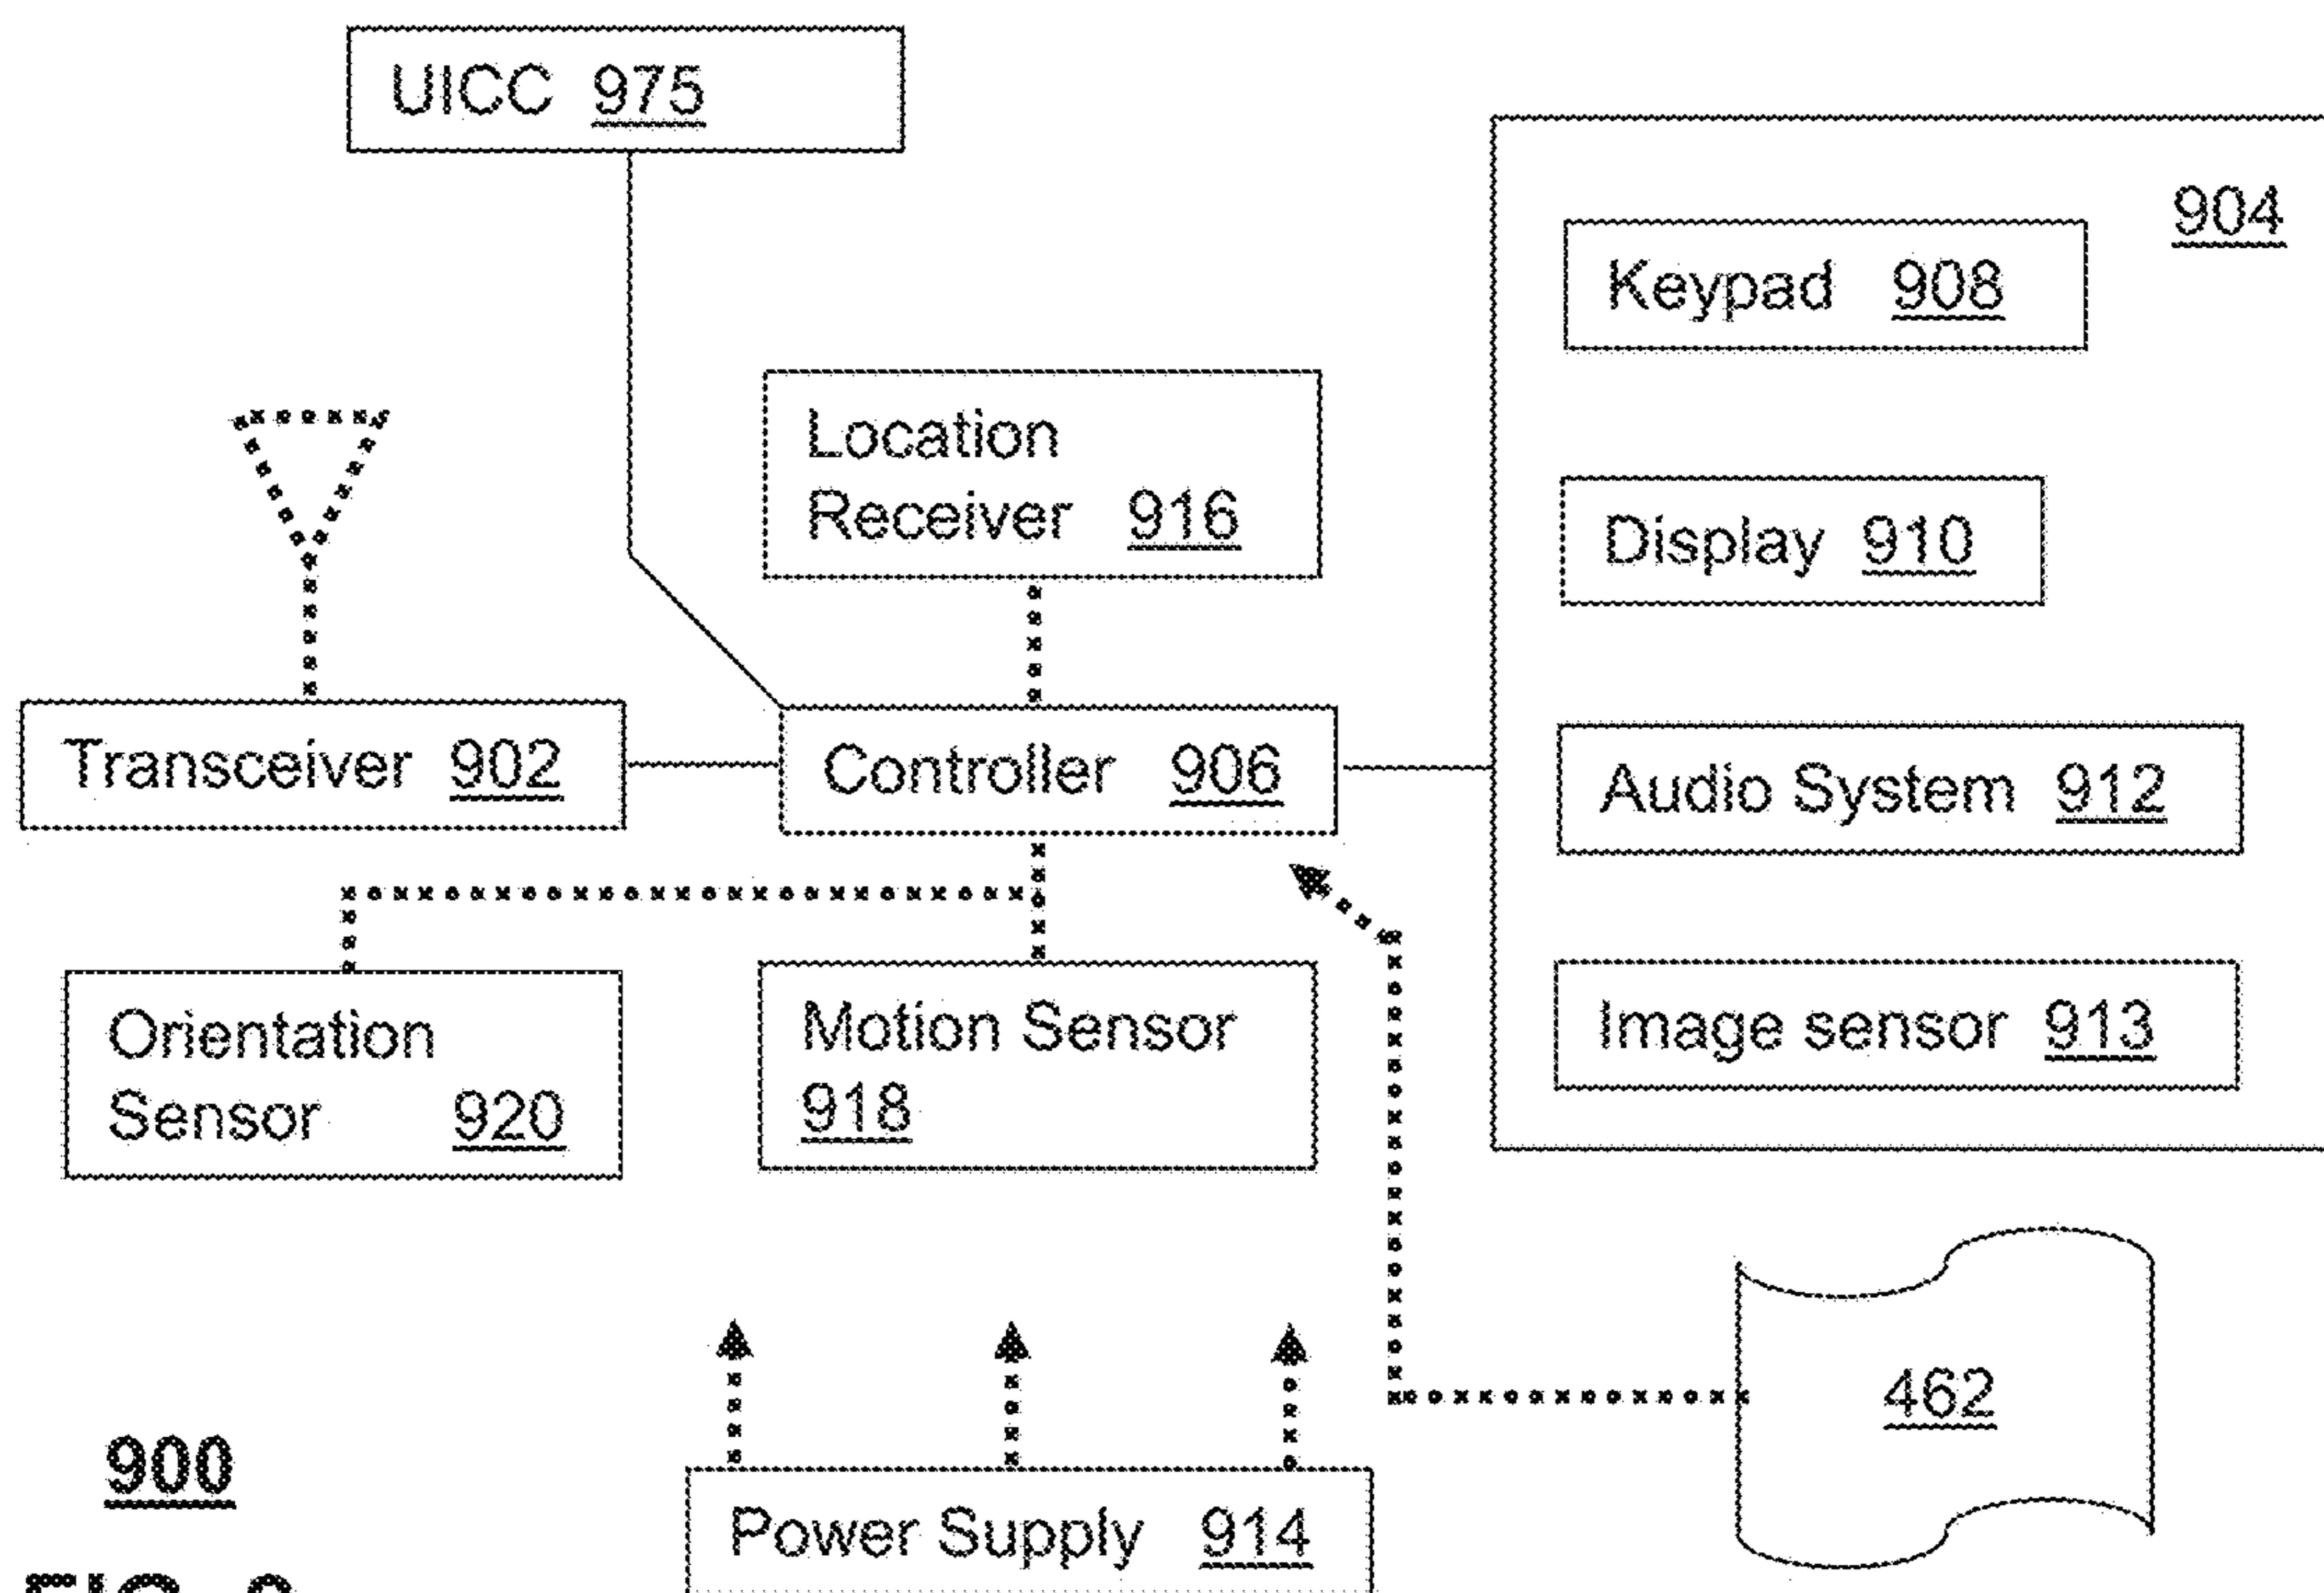 UICC 975
904
Keypad 908
Location
Receiver 916
Display 910
Transceiver 902
Controller 906
Audio System 912
Orientation
Sensor 920
Motion Sensor
918
Image sensor 913
462
900
Power Supply 914